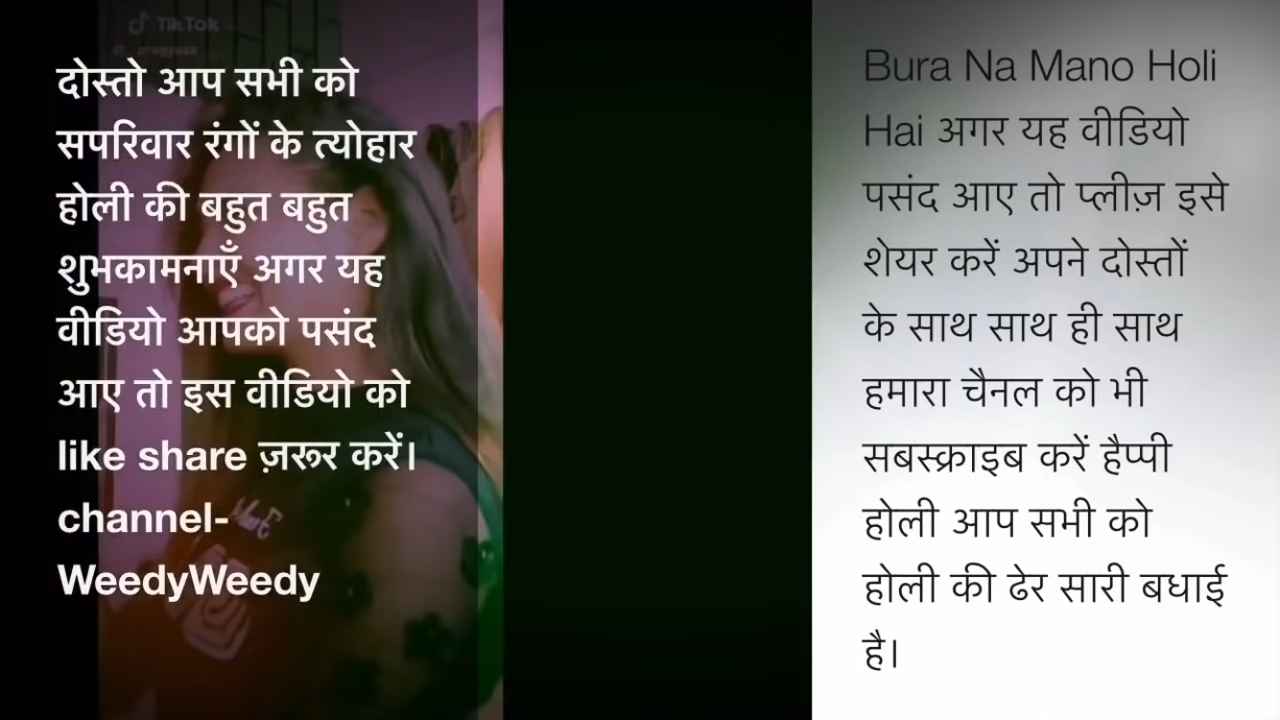 TikTok
दोस्तो आप सभी को
सपरिवार रंगों के त्योहार
होली की बहुत बहुत
शुभकामनाएँ अगर यह
वीडियो आपको पसंद
आए तो इस वीडियो को
like share ज़रूर करें।
channel-
WeedyWeedy
Bura Na Mano Holi
Hai अगर यह वीडियो
पसंद आए तो प्लीज़ इसे
शेयर करें अपने दोस्तों
के साथ साथ ही साथ
हमारा चैनल को भी
सबस्क्राइब करें हैप्पी
होली आप सभी को
होली की ढेर सारी बधाई
है।